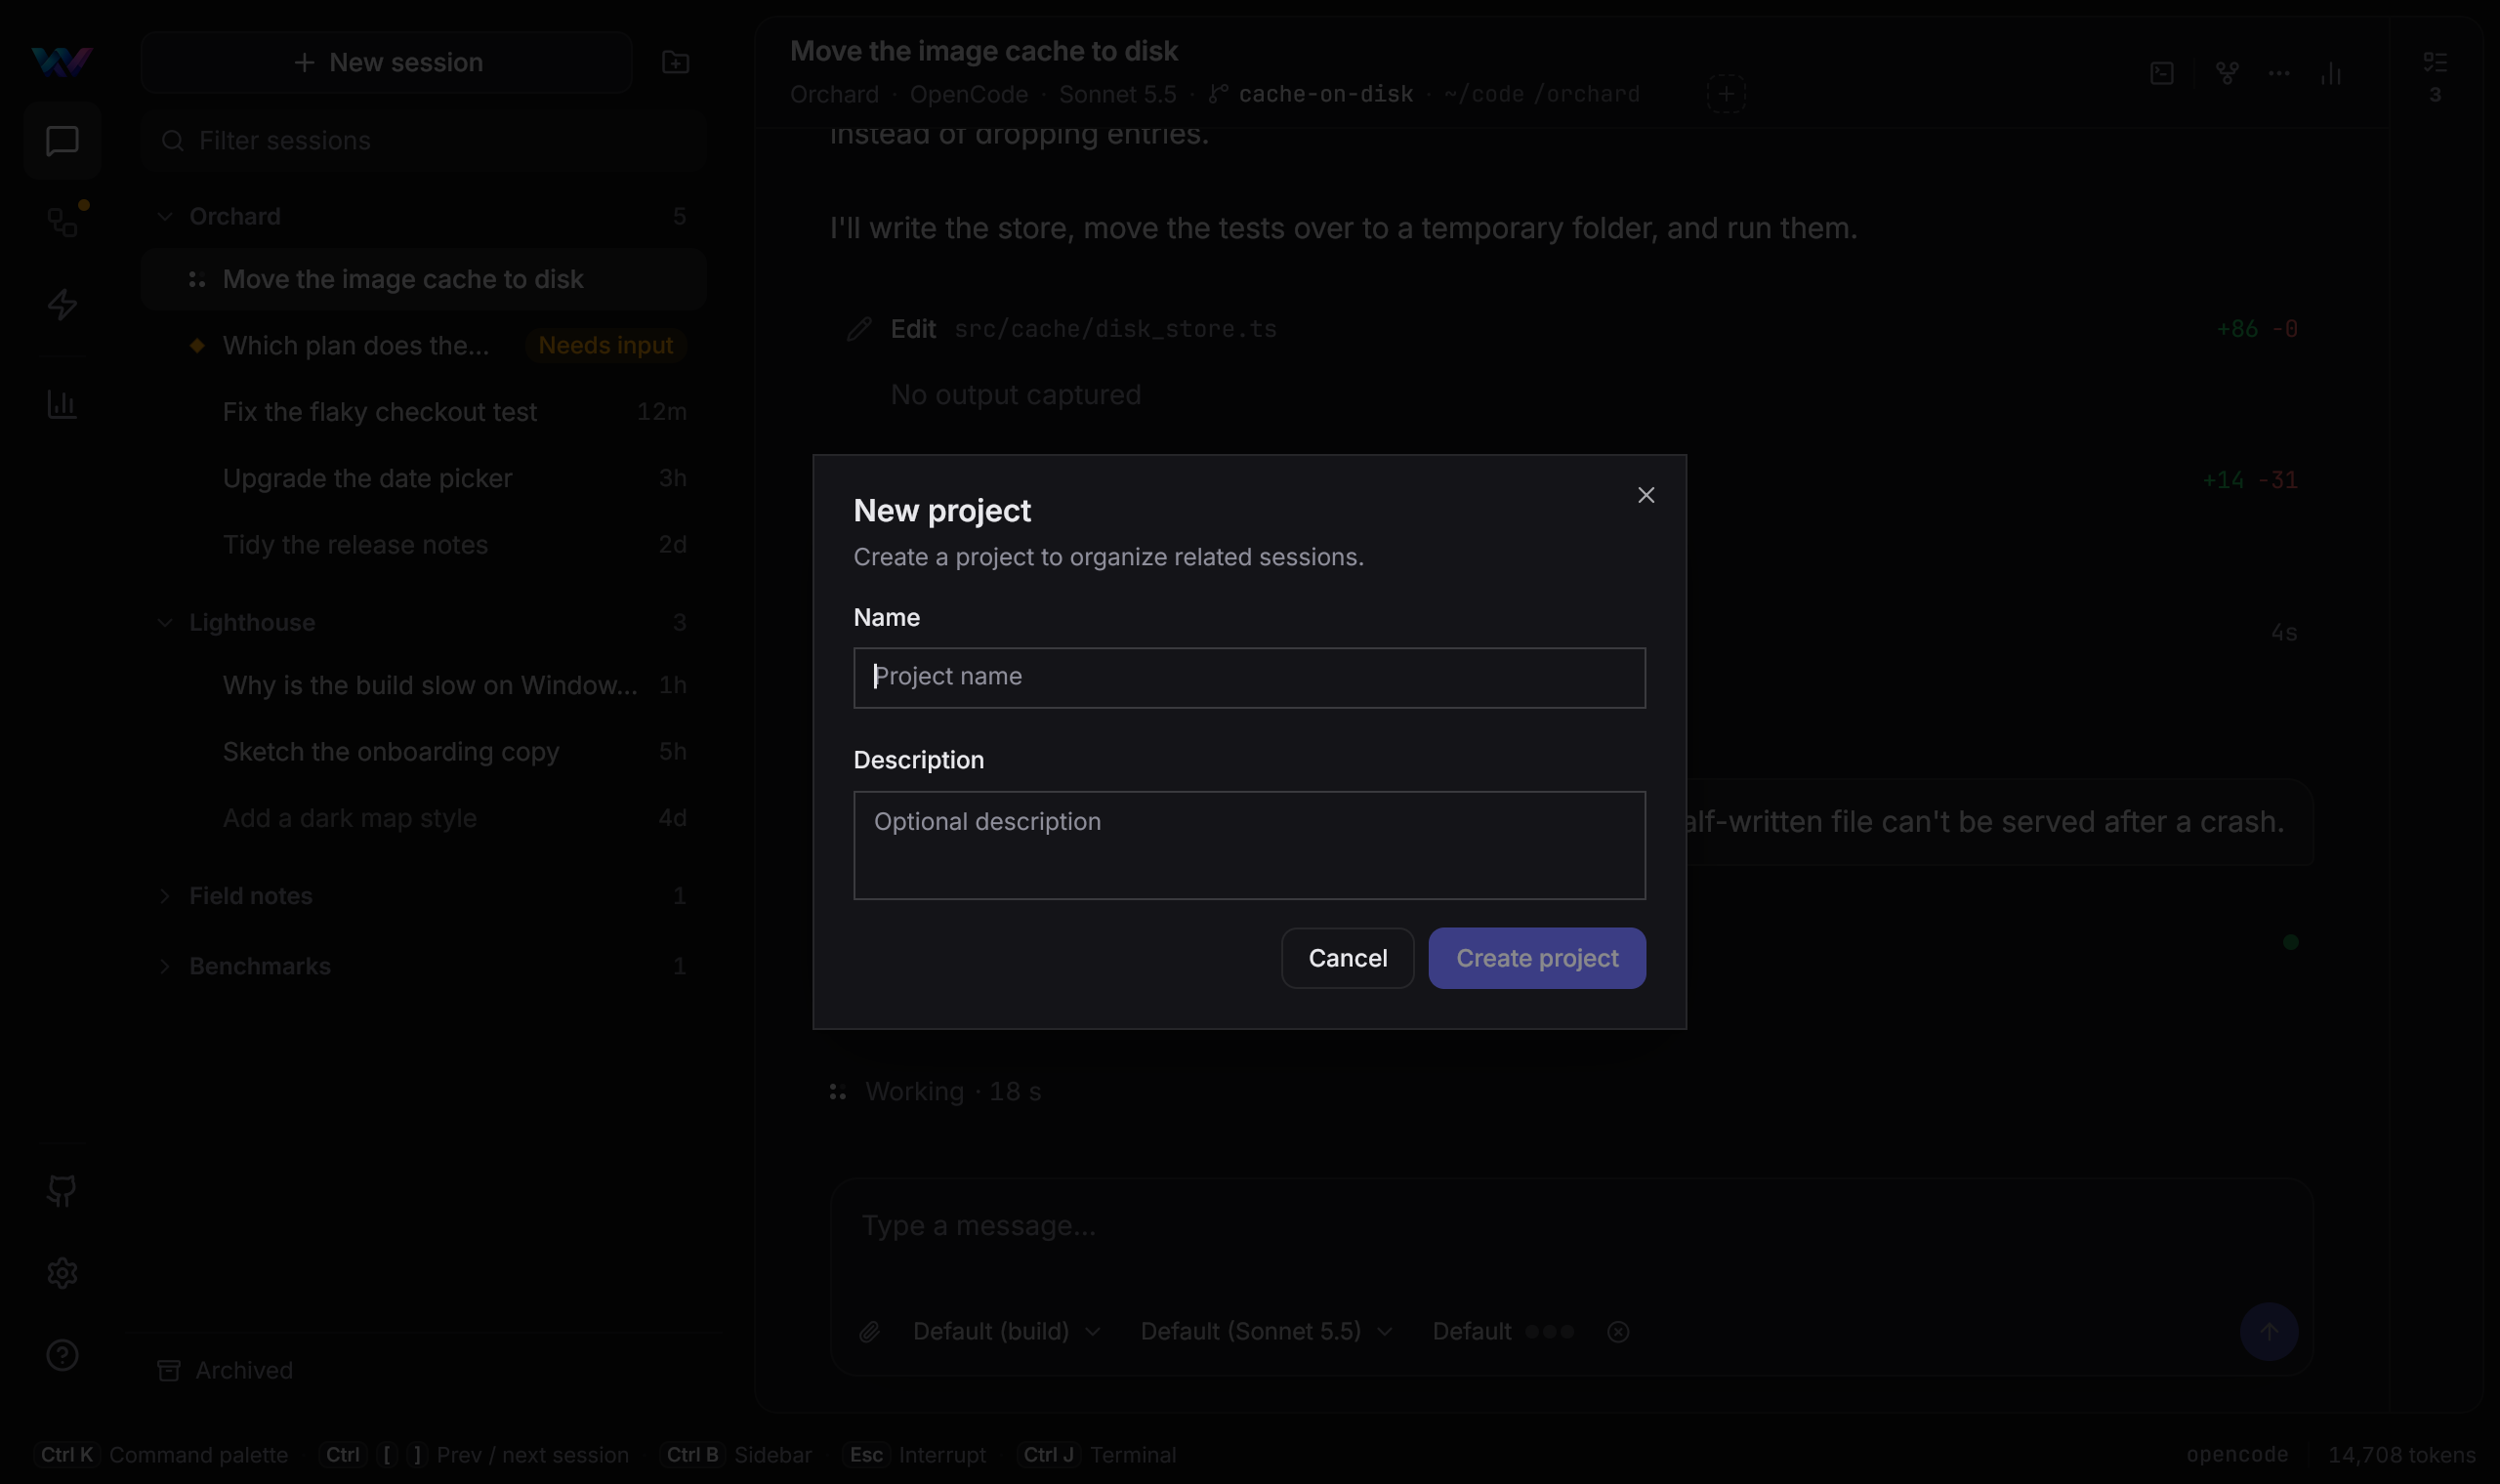 New session
Filter sessions
Orchard 5
Move the image cache to disk
Which plan does the... Needs input
Fix the flaky checkout test 12m
Upgrade the date picker 3h
Tidy the release notes 2d
Lighthouse 3
Why is the build slow on Window... 1h
Sketch the onboarding copy 5h
Add a dark map style 4d
Field notes 1
Benchmarks 1
Archived
Move the image cache to disk
Orchard · OpenCode · Sonnet 5.5 · cache-on-disk · ~/code/orchard
3
instead of dropping entries.
I'll write the store, move the tests over to a temporary folder, and run them.
Edit src/cache/disk_store.ts +86 -0
No output captured
+14 -31
4s
alf-written file can't be served after a crash.
New project
Create a project to organize related sessions.
Name
Project name
Description
Optional description
Cancel Create project
Working · 18 s
Type a message...
Default (build) Default (Sonnet 5.5) Default
Ctrl K Command palette Ctrl [ ] Prev / next session Ctrl B Sidebar Esc Interrupt Ctrl J Terminal opencode 14,708 tokens